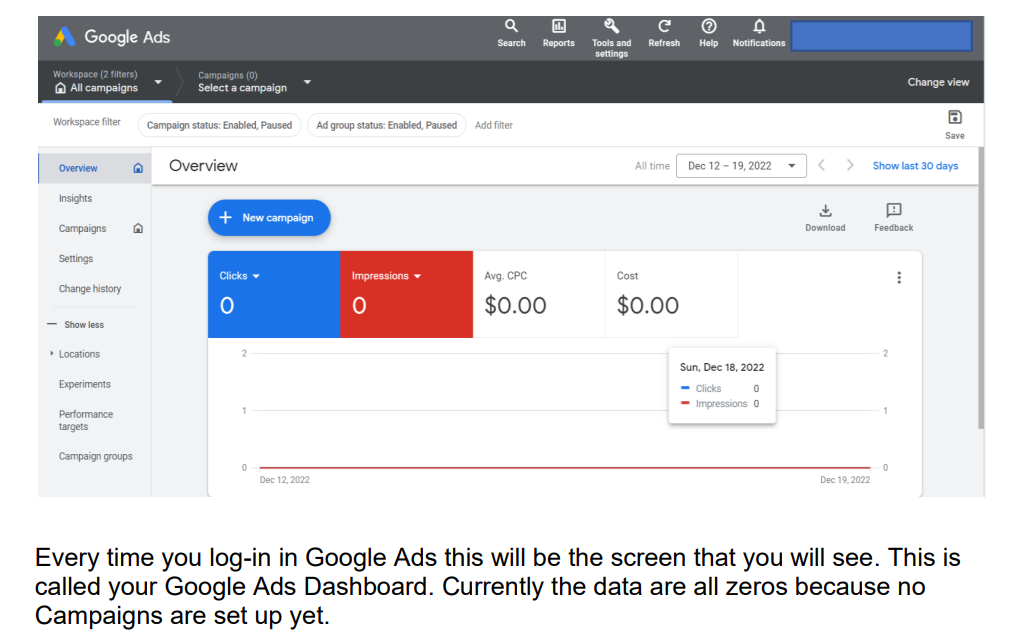 Google Ads
Search
Reports
Tools and
settings
Refresh
Help
Notifications
Workspace (2 filters)
All campaigns
Campaigns (0)
Select a campaign
Change view
Workspace filter
Campaign status: Enabled, Paused
Ad group status: Enabled, Paused
Add filter
Save
Overview
Insights
Campaigns
Settings
Change history
Show less
Locations
Experiments
Performance
targets
Campaign groups
Overview
All time
Dec 12 – 19, 2022
Show last 30 days
New campaign
Download
Feedback
Clicks
0
Impressions
0
Avg. CPC
$0.00
Cost
$0.00
2
2
1
1
0
0
Sun, Dec 18, 2022
Clicks 0
Impressions 0
Dec 12, 2022
Dec 19, 2022
Every time you log-in in Google Ads this will be the screen that you will see. This is
called your Google Ads Dashboard. Currently the data are all zeros because no
Campaigns are set up yet.